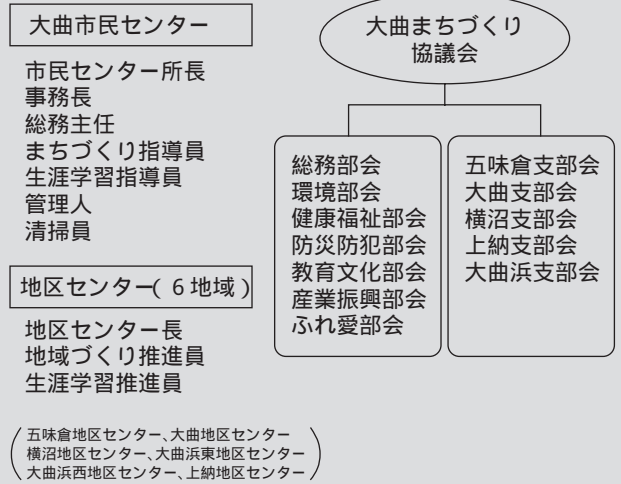 大曲市民センター
市民センター所長
事務長
総務主任
まちづくり指導員
生涯学習指導員
管理人
清掃員
地区センター(6地域)
地区センター長
地域づくり推進員
生涯学習推進員
(五味倉地区センター、大曲地区センター
横沼地区センター、大曲浜東地区センター
大曲浜西地区センター、上納地区センター)
大曲まちづくり
協議会
総務部会
環境部会
健康福祉部会
防災防犯部会
教育文化部会
産業振興部会
ふれ愛部会
五味倉支部会
大曲支部会
横沼支部会
上納支部会
大曲浜支部会